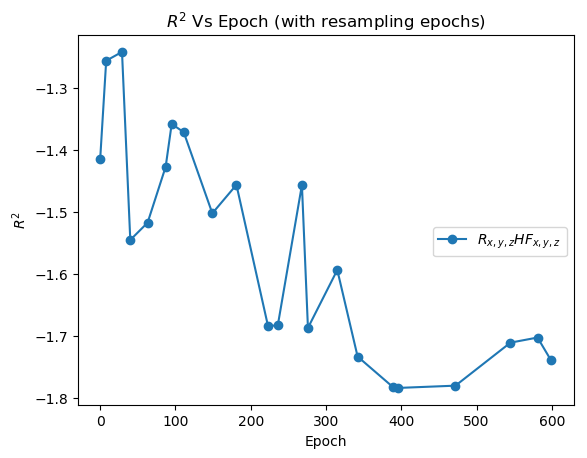 R² Vs Epoch (with resampling epochs)
−1.3
−1.4
−1.5
−1.6
−1.7
−1.8
R²
R_{x, y, z}HF_{x, y, z}
0 100 200 300 400 500 600
Epoch